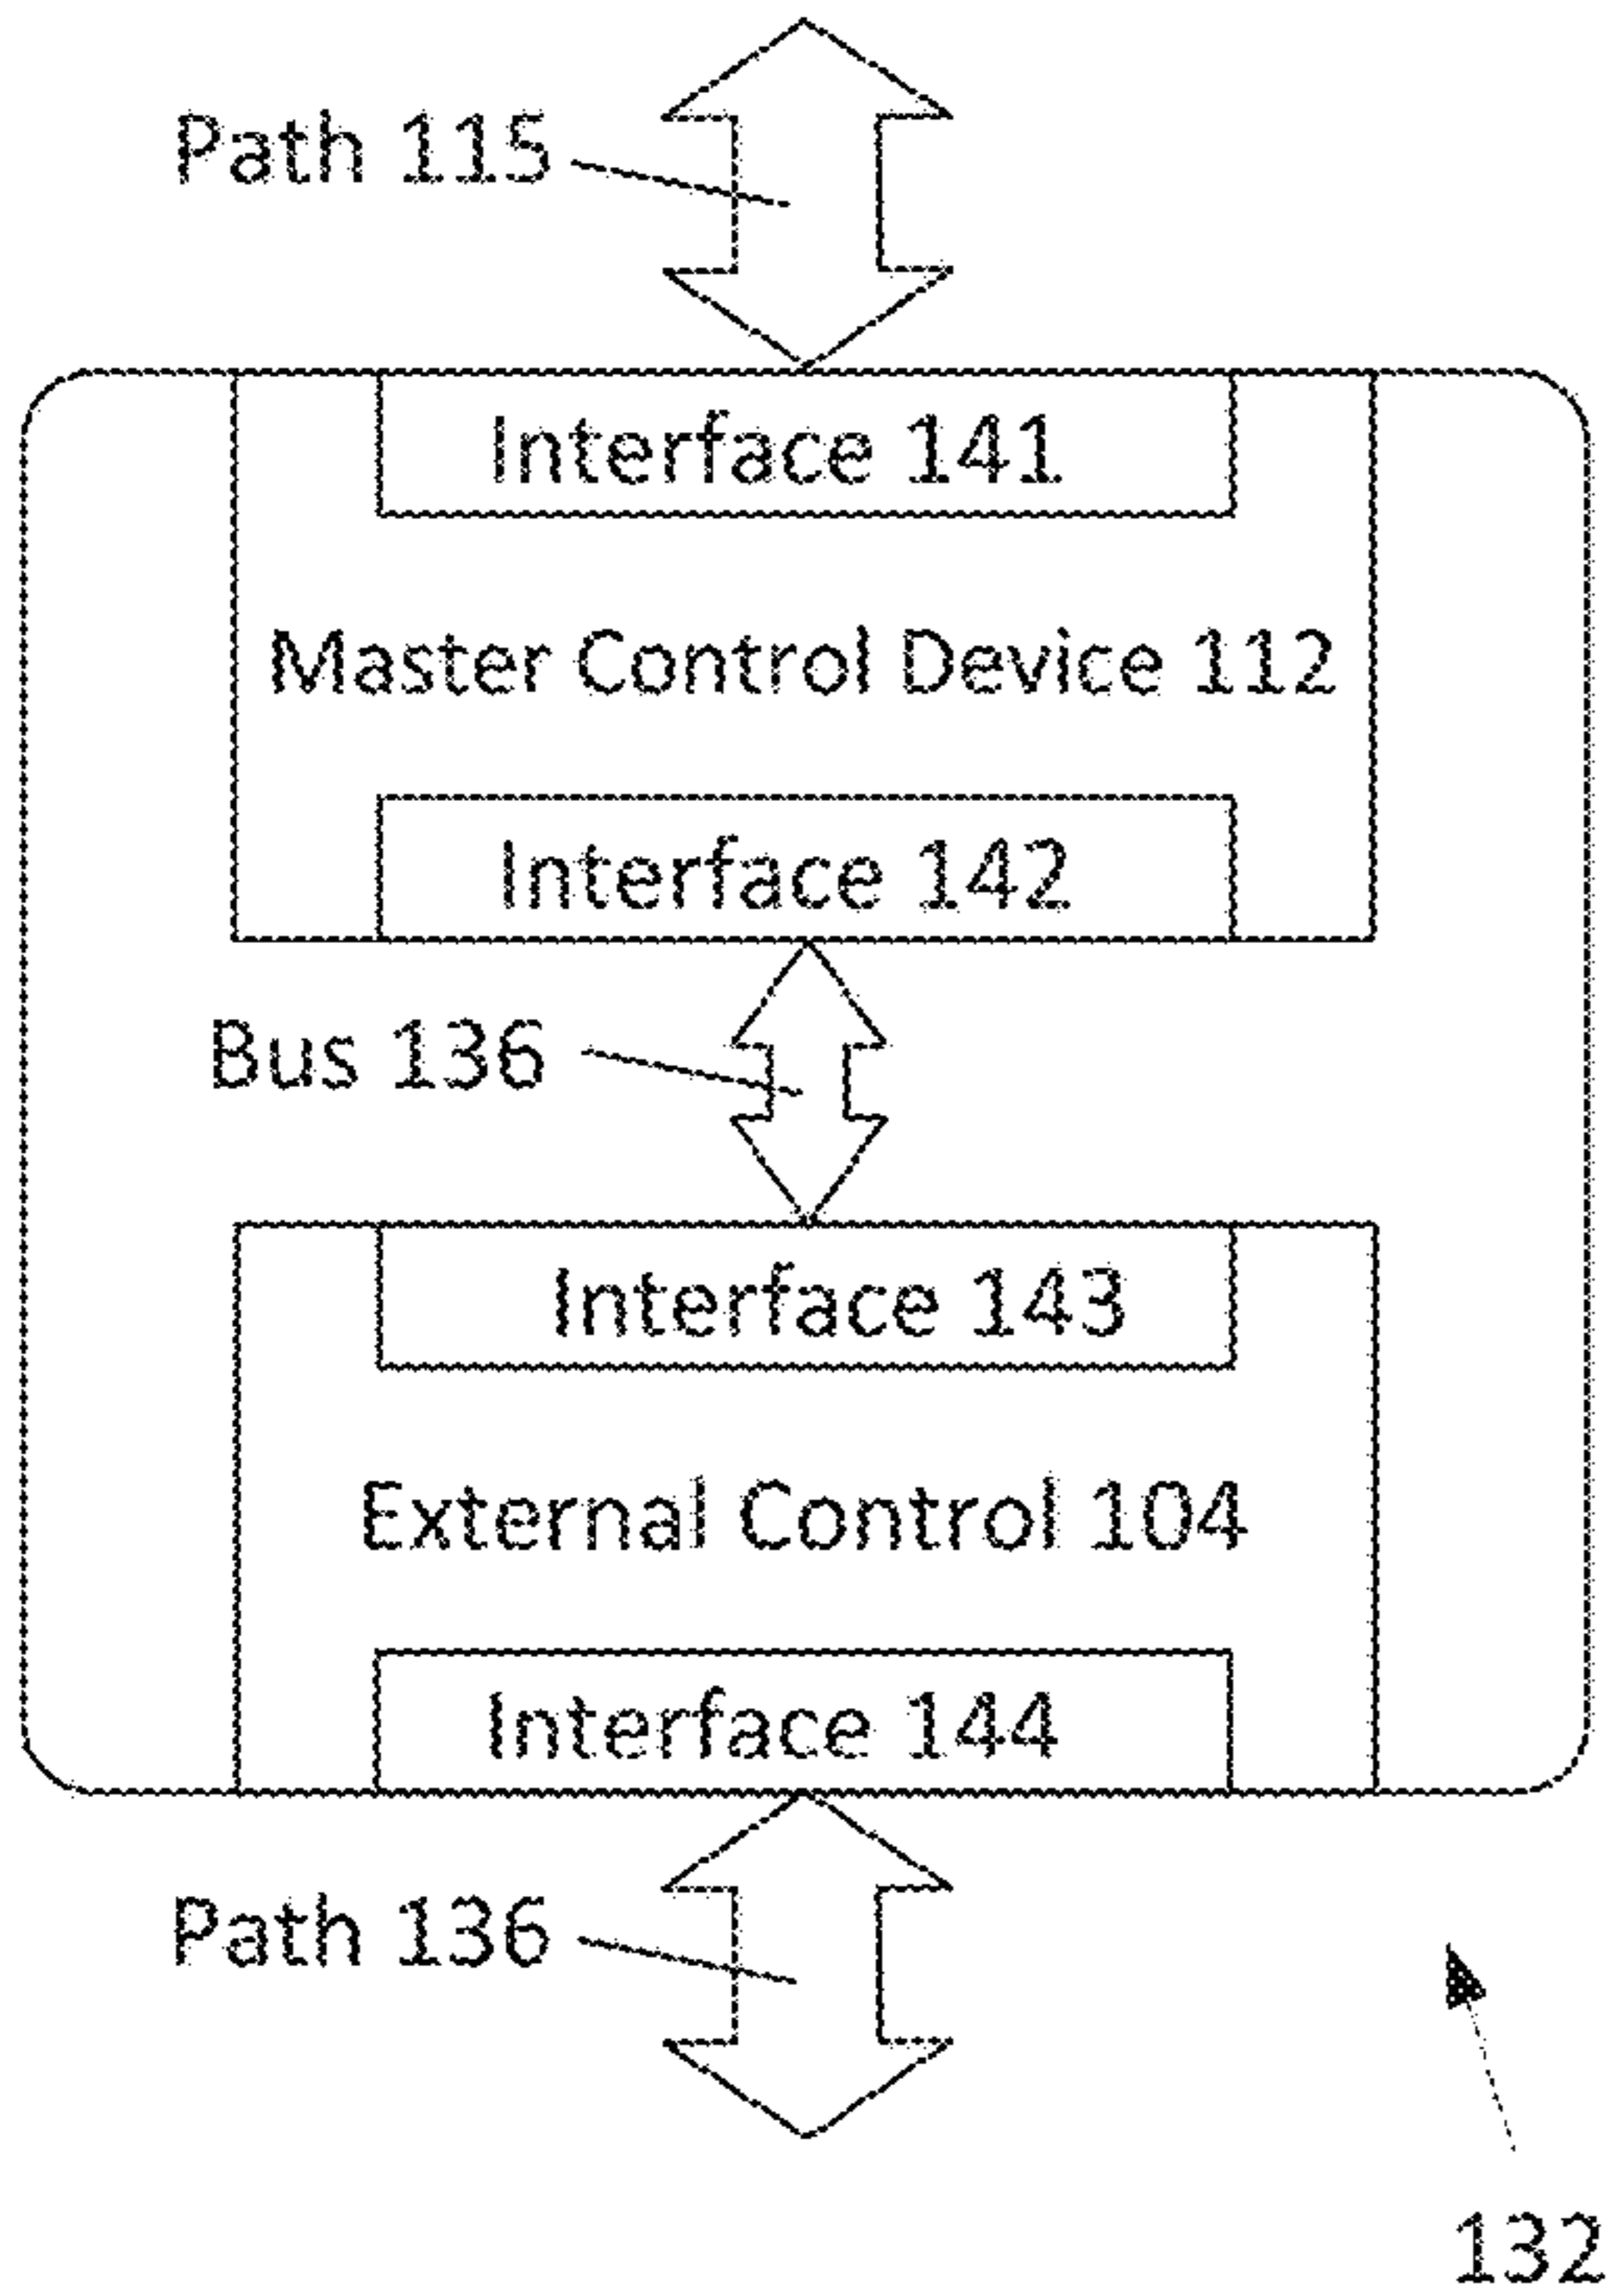 Path 115
Interface 141
Master Control Device 112
Interface 142
Bus 136
Interface 143
External Control 104
Interface 144
Path 136
132